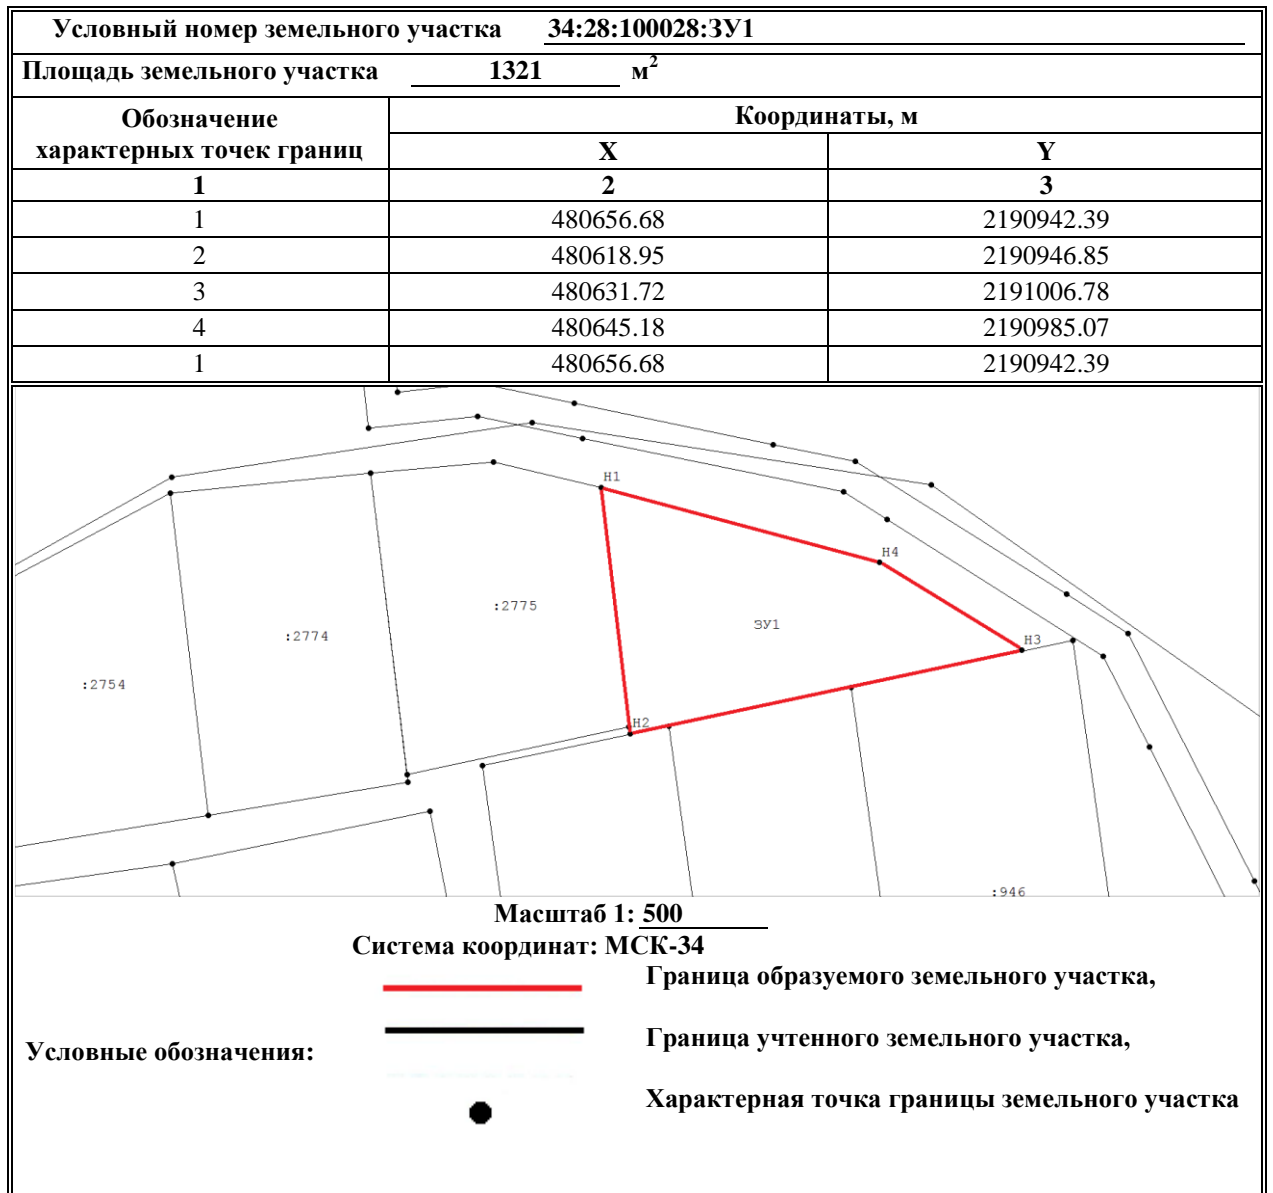 Условный номер земельного участка 34:28:100028:ЗУ1
Площадь земельного участка 1321 м²
Обозначение характерных точек границ
Координаты, м
X Y
1 2 3
1 480656.68 2190942.39
2 480618.95 2190946.85
3 480631.72 2191006.78
4 480645.18 2190985.07
1 480656.68 2190942.39
Н1
Н4
:2775
ЗУ1
:2774
Н3
:2754
Н2
:946
Масштаб 1: 500
Система координат: МСК-34
Граница образуемого земельного участка,
Граница учтенного земельного участка,
Условные обозначения:
Характерная точка границы земельного участка